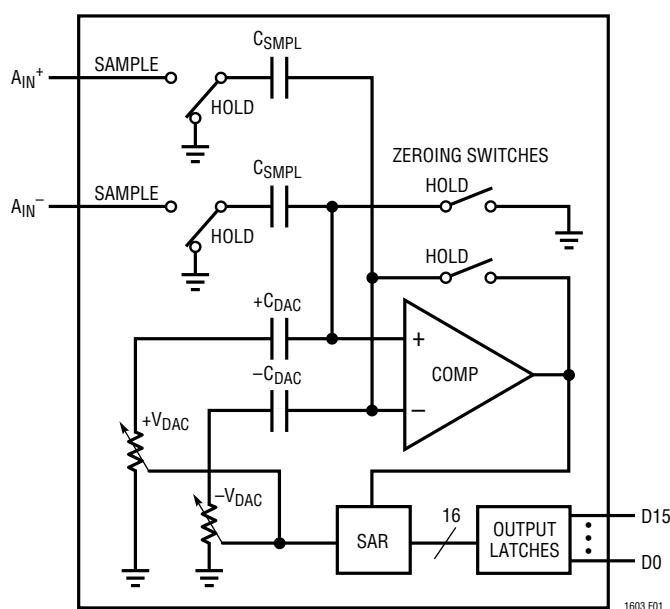 C_SMPL
A_IN^+
SAMPLE
HOLD
C_SMPL
ZEROING SWITCHES
HOLD
A_IN^–
SAMPLE
HOLD
HOLD
+C_DAC
+
COMP
–C_DAC
–
+V_DAC
–V_DAC
16
D15
SAR
OUTPUT
LATCHES
D0
1603 F01